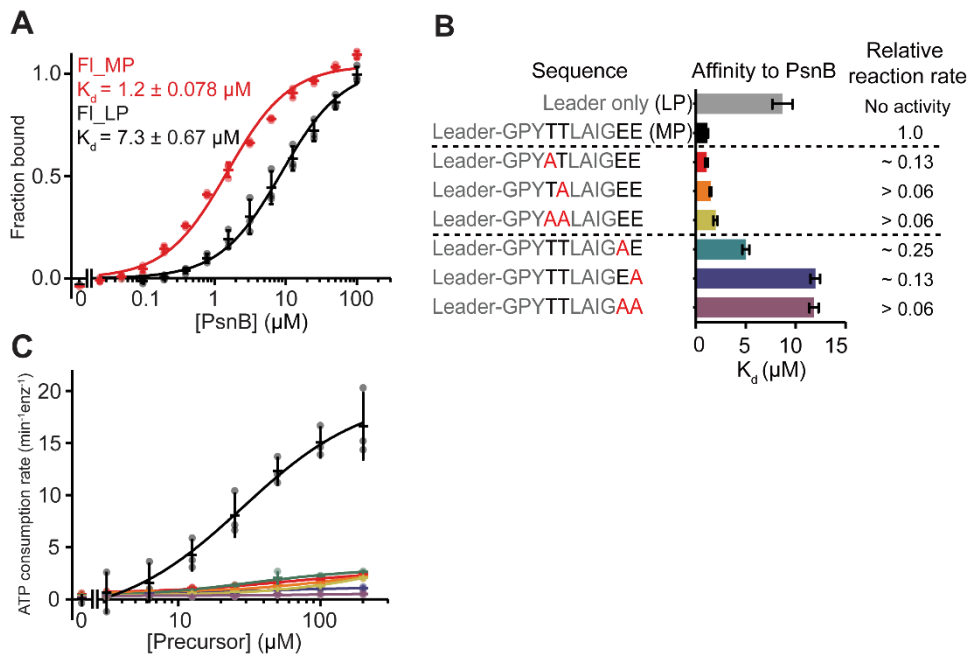 A
Fl_MP
Kd = 1.2 ± 0.078 µM
Fl_LP
Kd = 7.3 ± 0.67 µM
Fraction bound
1.0
0.5
0.0
0 0.1 1 10 100
[PsnB] (µM)
B
Sequence Affinity to PsnB Relative reaction rate
Leader only (LP) No activity
Leader-GPYTTLAIGEE (MP) 1.0
Leader-GPYATLAIGEE ~ 0.13
Leader-GPYTALAIGEE > 0.06
Leader-GPYAALAIGEE > 0.06
Leader-GPYTTLAIGAE ~ 0.25
Leader-GPYTTLAIGEA ~ 0.13
Leader-GPYTTLAIGAA > 0.06
0 5 10 15
Kd (µM)
C
ATP consumption rate (min⁻¹enz⁻¹)
20
15
10
5
0
0 10 100
[Precursor] (µM)